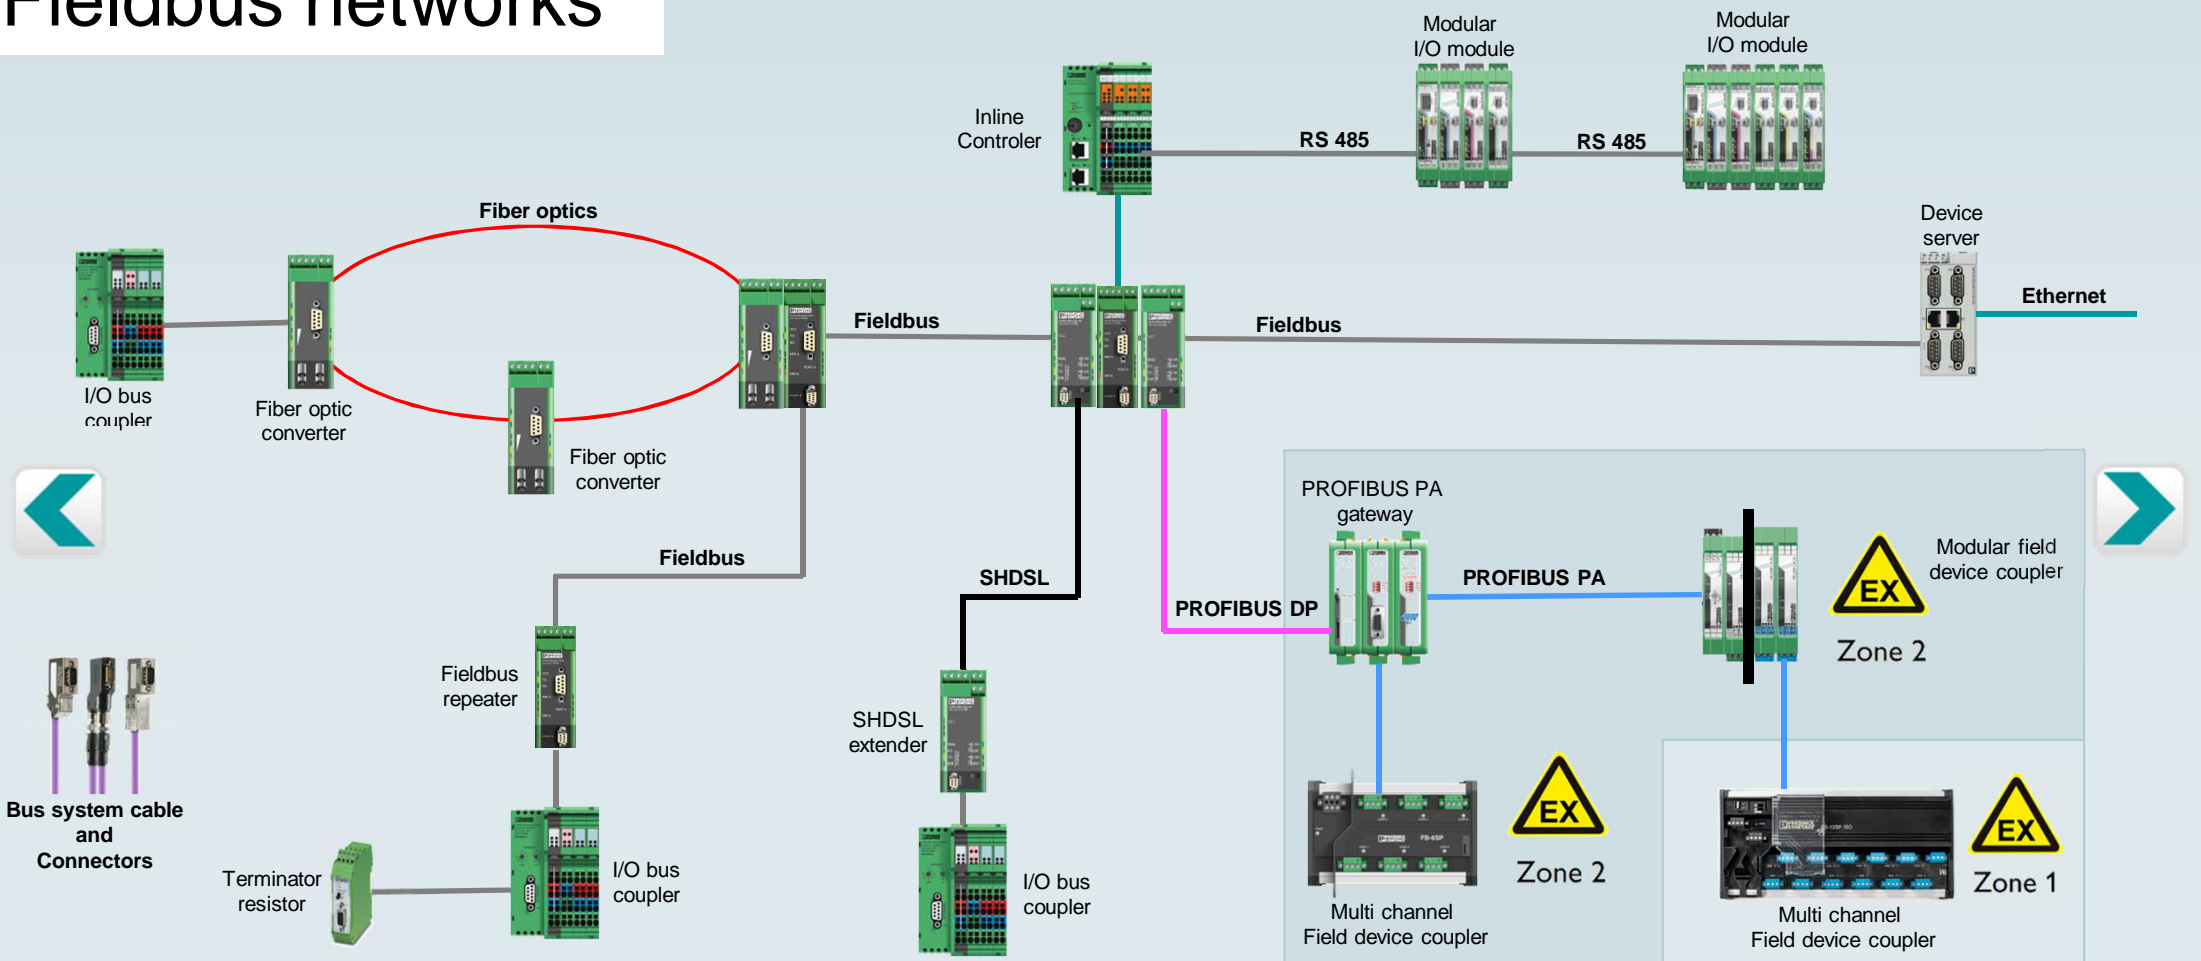 Fieldbus networks
Modular
I/O module
Modular
I/O module
Inline
Controler
RS 485
RS 485
Fiber optics
Device
server
Ethernet
Fieldbus
Fieldbus
I/O bus
coupler
Fiber optic
converter
Fiber optic
converter
PROFIBUS PA
gateway
Fieldbus
SHDSL
PROFIBUS DP
PROFIBUS PA
EX
Modular field
device coupler
Zone 2
Fieldbus
repeater
SHDSL
extender
Bus system cable
and
Connectors
Terminator
resistor
I/O bus
coupler
I/O bus
coupler
FB-6SP
EX
Zone 2
Multi channel
Field device coupler
EX
Zone 1
Multi channel
Field device coupler